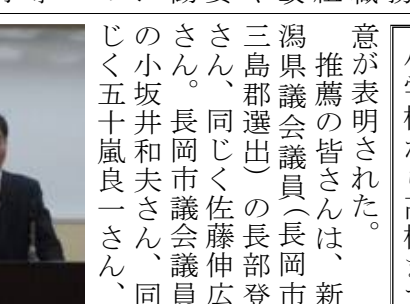 意が表明された。
推薦の皆さんは、新
潟県議会議員（長岡市
三島郡選出）の長部登
さん、同じく佐藤伸広
さん。長岡市議会議員
の小坂井和夫さん、同
じく五十嵐良一さん、